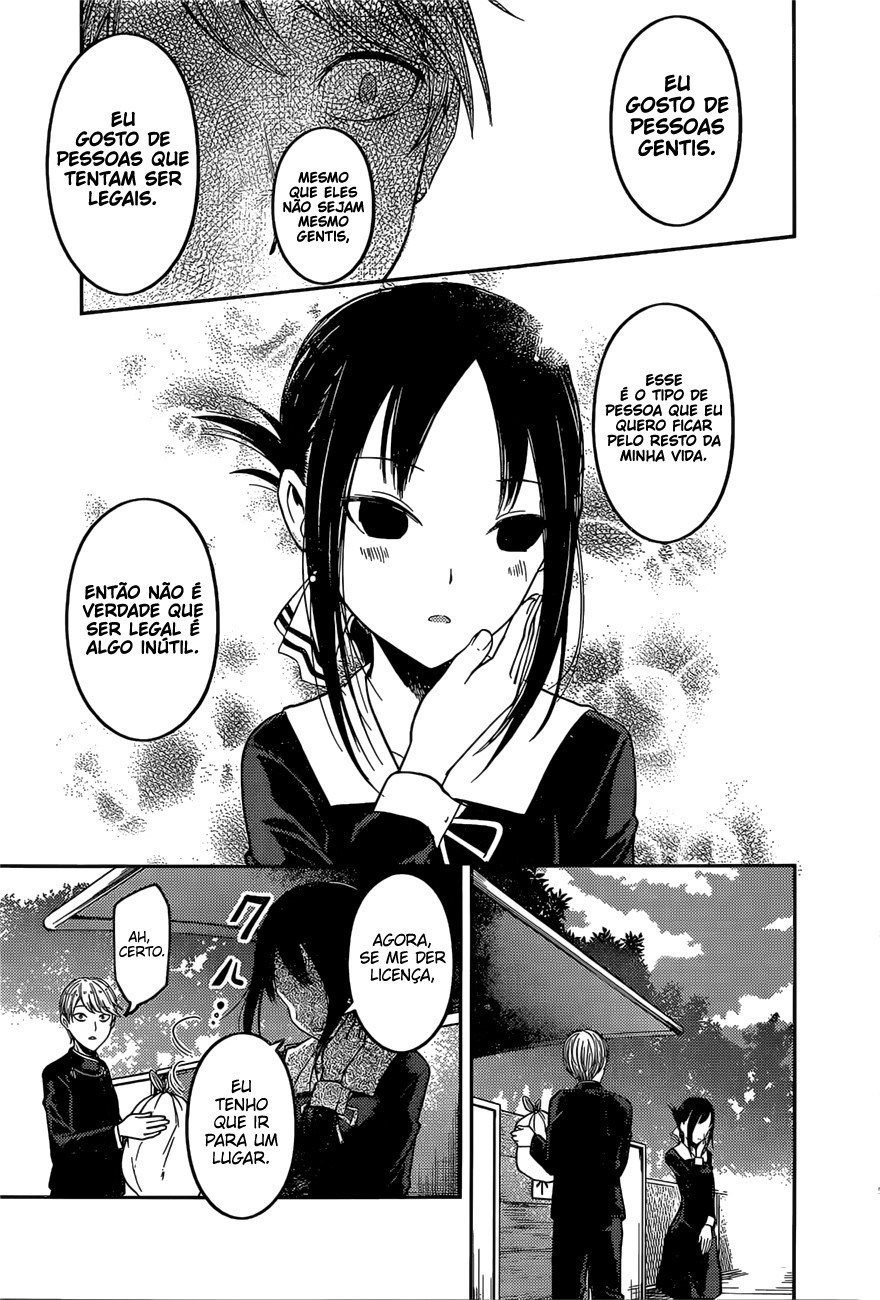 EU
GOSTO DE
PESSOAS
GENTIS.
MESMO
QUE ELES
NÃO SEJAM
MESMO
GENTIS,
EU
GOSTO DE
PESSOAS QUE
TENTAM SER
LEGAIS.
ESSE
É O TIPO DE
PESSOA QUE EU
QUERO FICAR
PELO RESTO DA
MINHA VIDA.
ENTÃO NÃO É
VERDADE QUE
SER LEGAL É
ALGO INÚTIL.
AGORA,
SE ME DER
LICENÇA,
クルッ…
EU
TENHO
QUE IR
PARA UM
LUGAR.
AH,
CERTO.